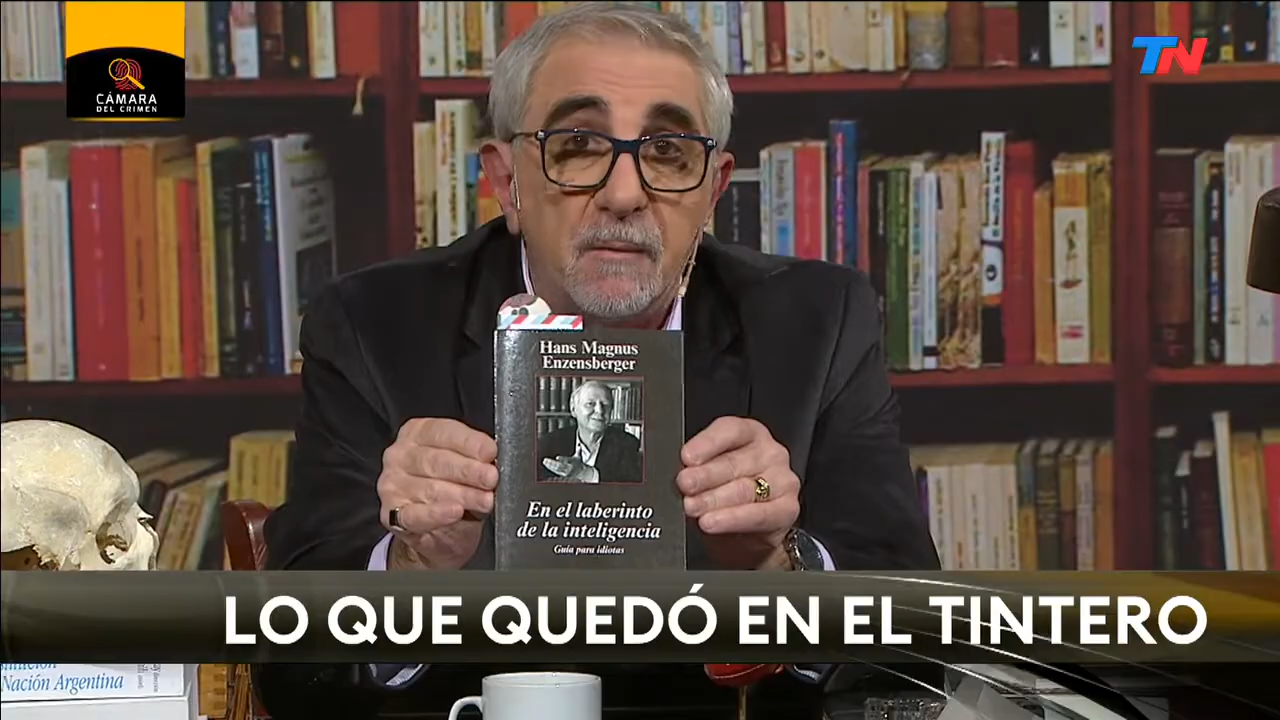 CÁMARA
DEL CRIMEN
TN
Hans Magnus
Enzensberger
En el laberinto
de la inteligencia
Guía para idiotas
LO QUE QUEDÓ EN EL TINTERO
Nación Argentina